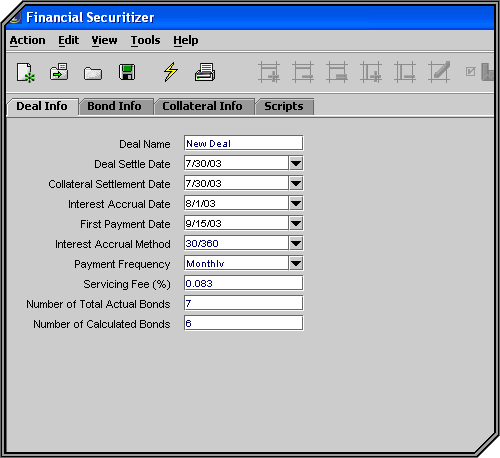 Financial Securitizer
Action Edit View Tools Help
Deal Info Bond Info Collateral Info Scripts
Deal Name New Deal
Deal Settle Date 7/30/03
Collateral Settlement Date 7/30/03
Interest Accrual Date 8/1/03
First Payment Date 9/15/03
Interest Accrual Method 30/360
Payment Frequency Monthly
Servicing Fee (%) 0.083
Number of Total Actual Bonds 7
Number of Calculated Bonds 6